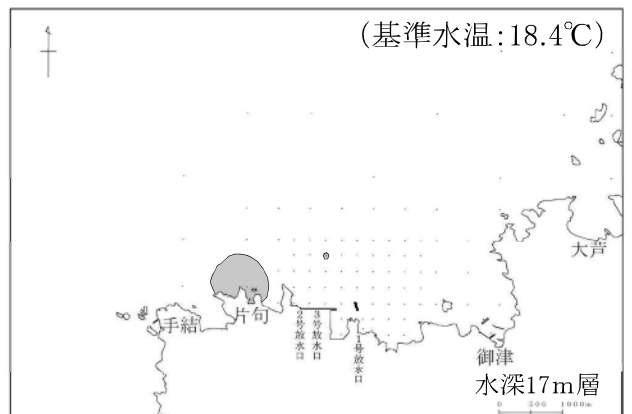 (基準水温:18.4℃)
大芦
手結
片句
2号放水口
3号放水口
1号放水口
御津
水深17m層
0 500 1000m